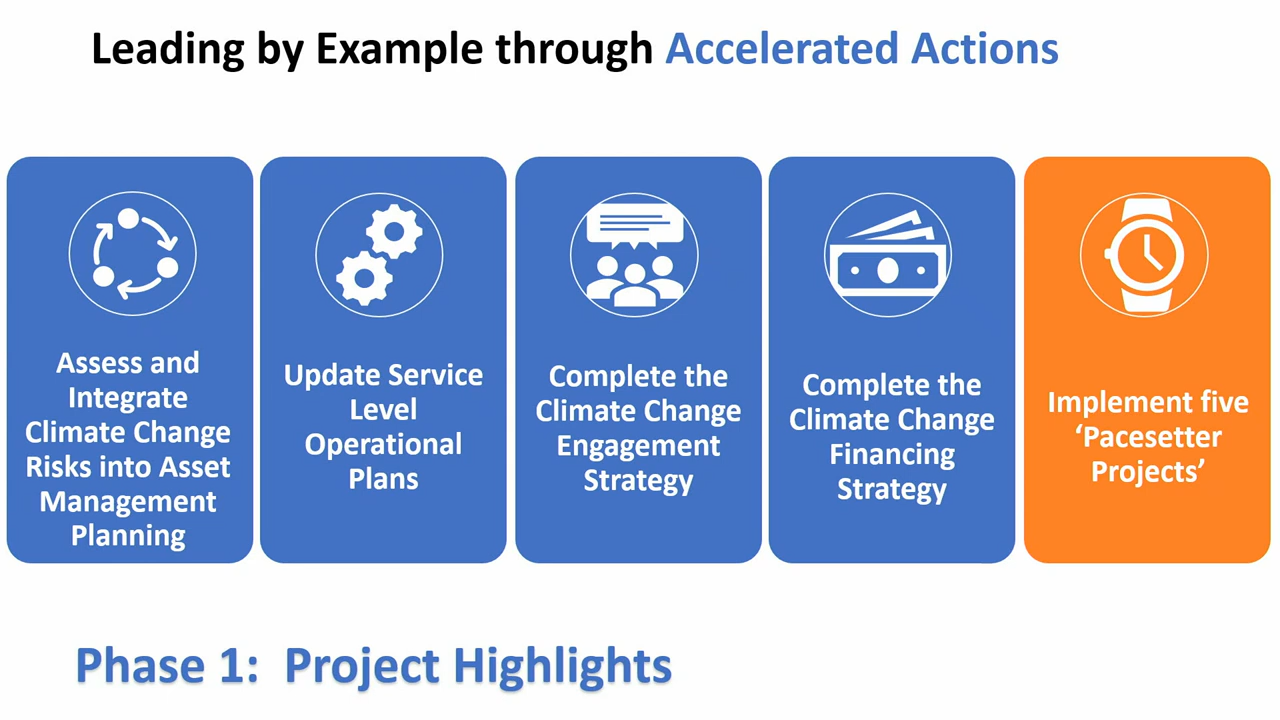 Leading by Example through Accelerated Actions
Assess and
Integrate
Climate Change
Risks into Asset
Management
Planning
Update Service
Level
Operational
Plans
Complete the
Climate Change
Engagement
Strategy
Complete the
Climate Change
Financing
Strategy
Implement five
‘Pacesetter
Projects’
Phase 1:  Project Highlights